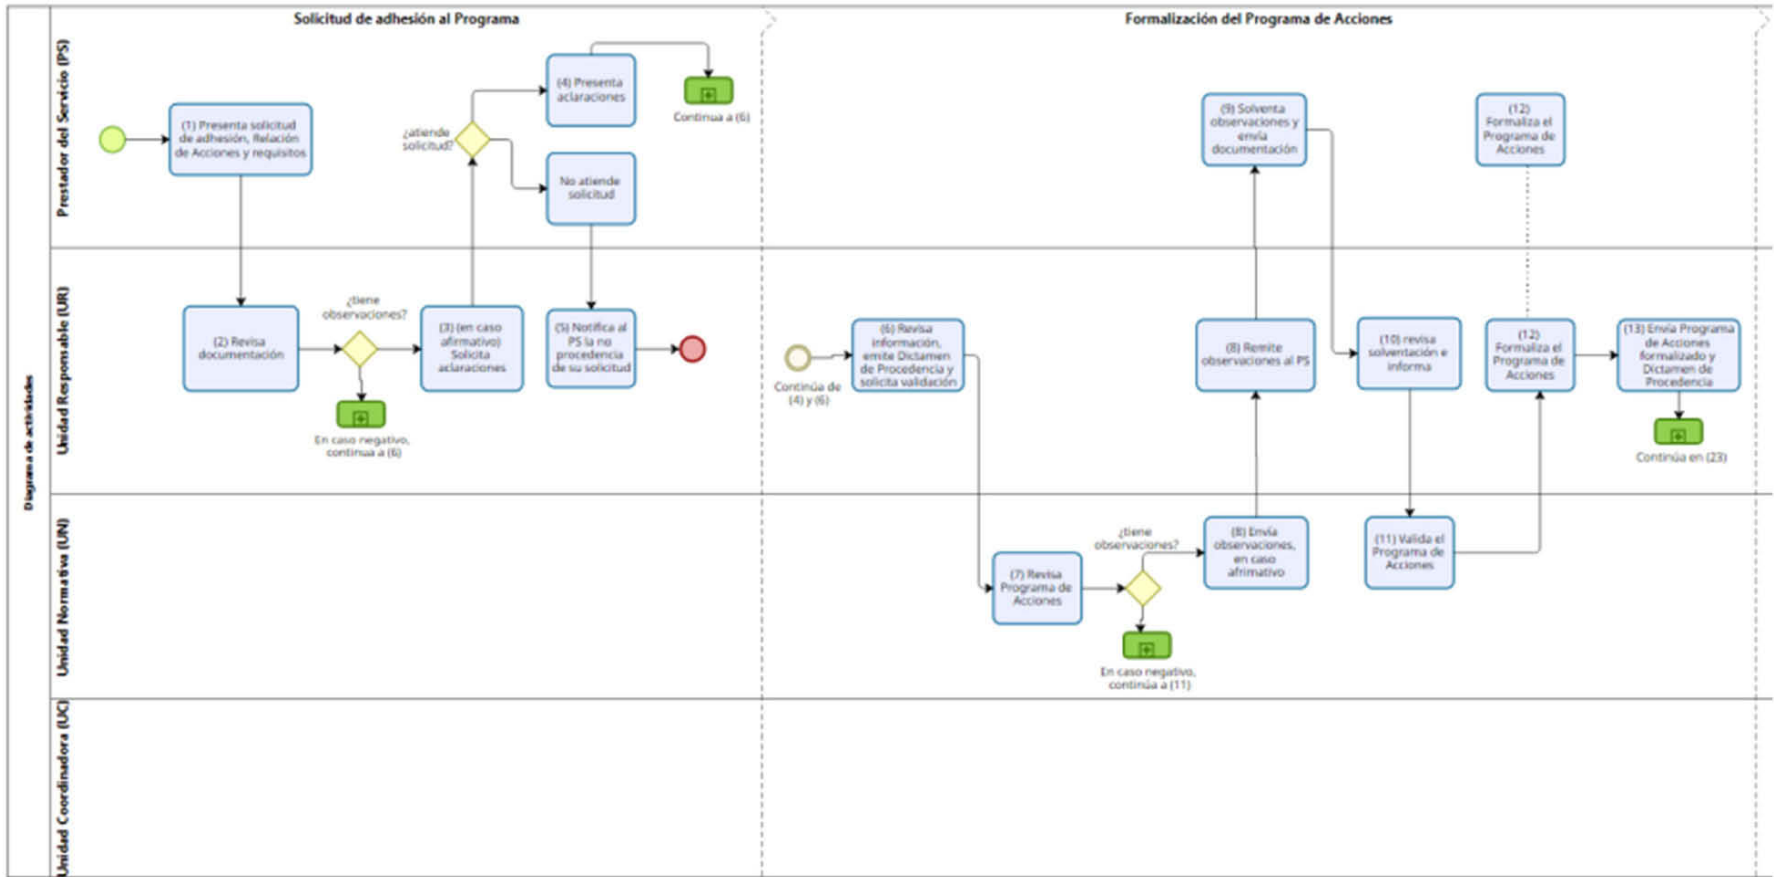 Solicitud de adhesión al Programa
Formalización del Programa de Acciones
Diagrama de actividades
Prestador del Servicio (PS)
(1) Presenta solicitud
de adhesión, Relación
de Acciones y requisitos
¿atiende
solicitud?
(4) Presenta
aclaraciones
Continua a (6)
No atiende
solicitud
(9) Solventa
observaciones y
envía
documentación
(12)
Formaliza el
Programa de
Acciones
Unidad Responsable (UR)
(2) Revisa
documentación
¿tiene
observaciones?
En caso negativo,
continua a (6)
(3) (en caso
afirmativo)
Solicita
aclaraciones
(5) Notifica al
PS la no
procedencia
de su solicitud
Continúa de
(4) y (6)
(6) Revisa
información,
emite Dictamen
de Procedencia y
solicita validación
(8) Remite
observaciones al PS
(10) revisa
solventación e
informa
(12)
Formaliza el
Programa de
Acciones
(13) Envía Programa
de Acciones
formalizado y
Dictamen de
Procedencia
Continúa en (23)
Unidad Normativa (UN)
(7) Revisa
Programa de
Acciones
¿tiene
observaciones?
En caso negativo,
continúa a (11)
(8) Envía
observaciones,
en caso
afrimativo
(11) Valida el
Programa de
Acciones
Unidad Coordinadora (UC)